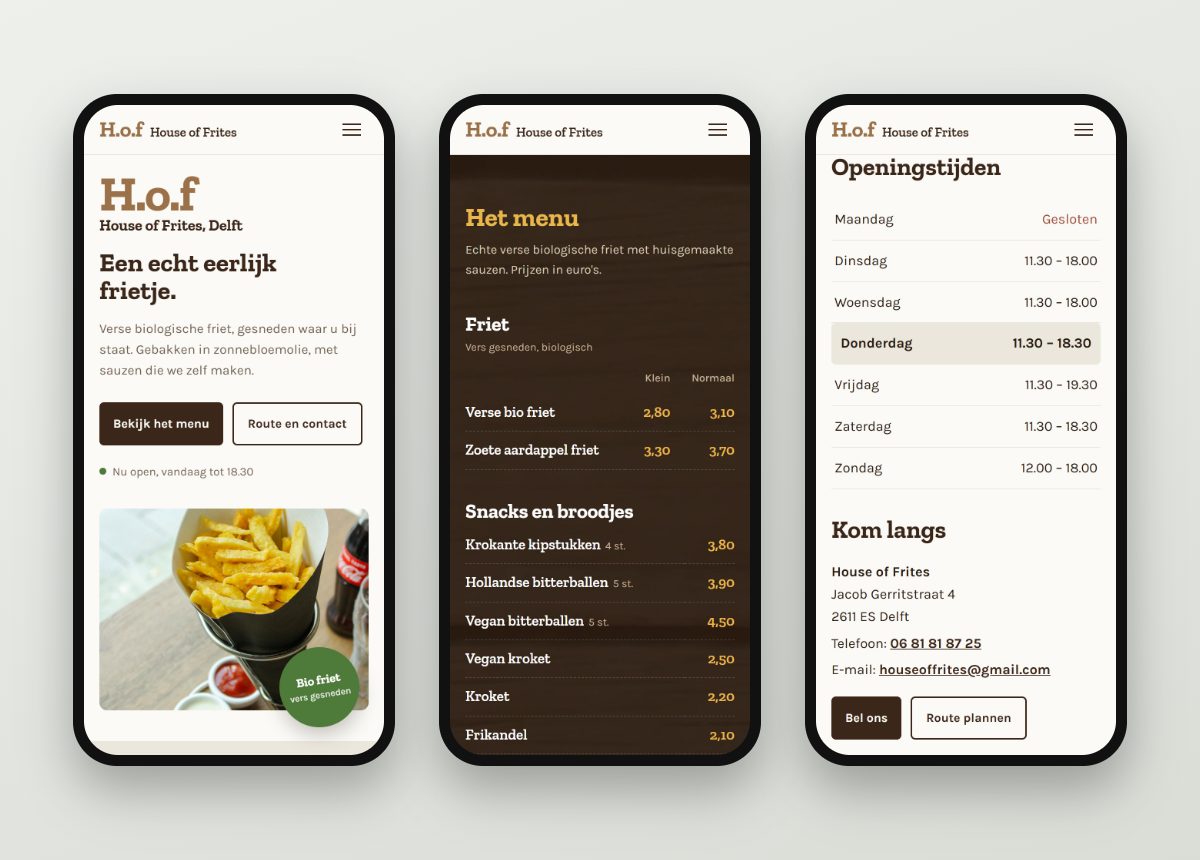 H.o.f House of Frites
H.o.f
House of Frites, Delft
Een echt eerlijk
frietje.
Verse biologische friet, gesneden waar u bij
staat. Gebakken in zonnebloemolie, met
sauzen die we zelf maken.
Bekijk het menu
Route en contact
Nu open, vandaag tot 18.30
Bio friet
vers gesneden
H.o.f House of Frites
Het menu
Echte verse biologische friet met huisgemaakte
sauzen. Prijzen in euro's.
Friet
Vers gesneden, biologisch
Klein Normaal
Verse bio friet 2,80 3,10
Zoete aardappel friet 3,30 3,70
Snacks en broodjes
Krokante kipstukken 4 st. 3,80
Hollandse bitterballen 5 st. 3,90
Vegan bitterballen 5 st. 4,50
Vegan kroket 2,50
Kroket 2,20
Frikandel 2,10
H.o.f House of Frites
Openingstijden
Maandag Gesloten
Dinsdag 11.30 – 18.00
Woensdag 11.30 – 18.00
Donderdag 11.30 – 18.30
Vrijdag 11.30 – 19.30
Zaterdag 11.30 – 18.30
Zondag 12.00 – 18.00
Kom langs
House of Frites
Jacob Gerritstraat 4
2611 ES Delft
Telefoon: 06 81 81 87 25
E-mail: houseoffrites@gmail.com
Bel ons
Route plannen